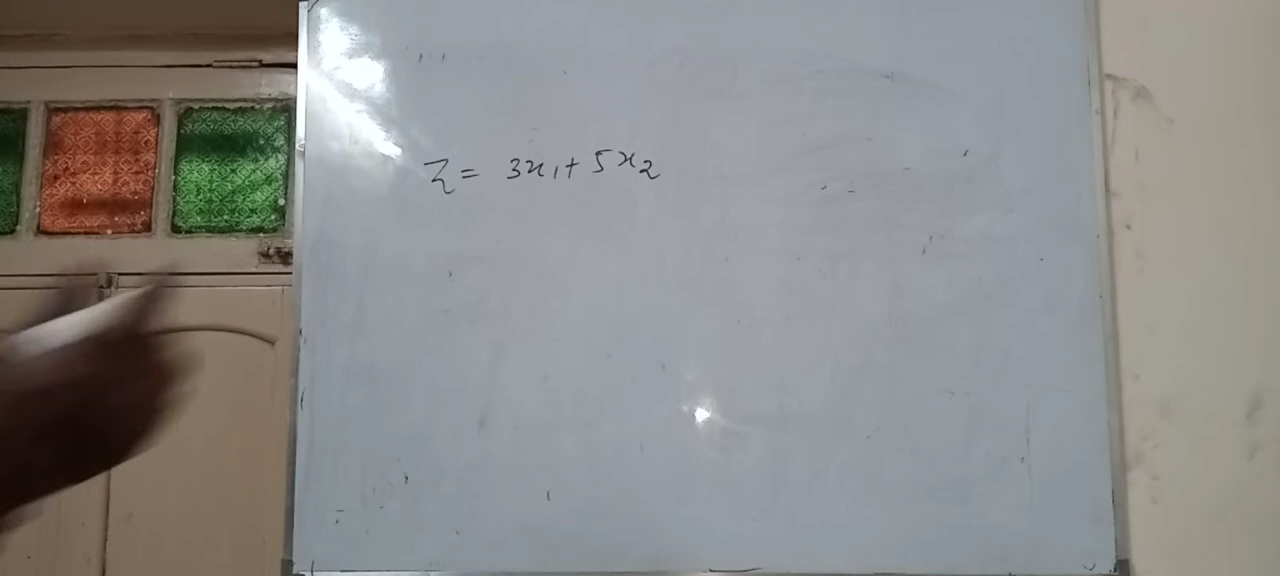 Z = 3x₁ + 5x₂